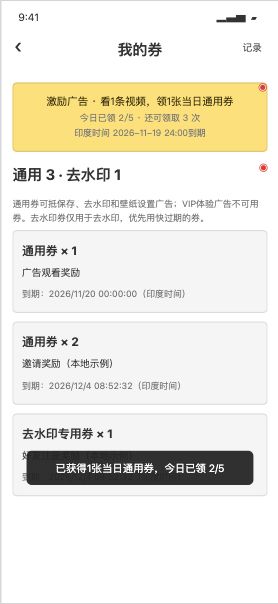 9:41
我的券
记录
激励广告 · 看1条视频，领1张当日通用券
今日已领 2/5 · 还可领取 3 次
印度时间 2026-11-19 24:00到期
通用 3 · 去水印 1
通用券可抵保存、去水印和壁纸设置广告；VIP体验广告不可用
券。去水印券仅用于去水印，优先用快过期的券。
通用券 × 1
广告观看奖励
到期：2026/11/20 00:00:00（印度时间）
通用券 × 2
邀请奖励（本地示例）
到期：2026/12/4 08:52:32（印度时间）
去水印专用券 × 1
已获得1张当日通用券，今日已领 2/5